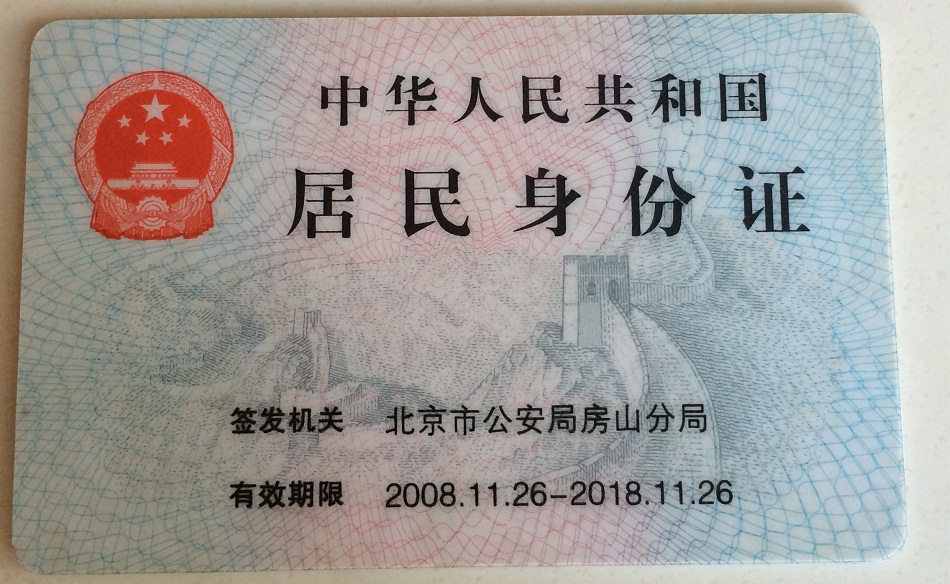 中华人民共和国
居民身份证
签发机关 北京市公安局房山分局
有效期限 2008.11.26-2018.11.26